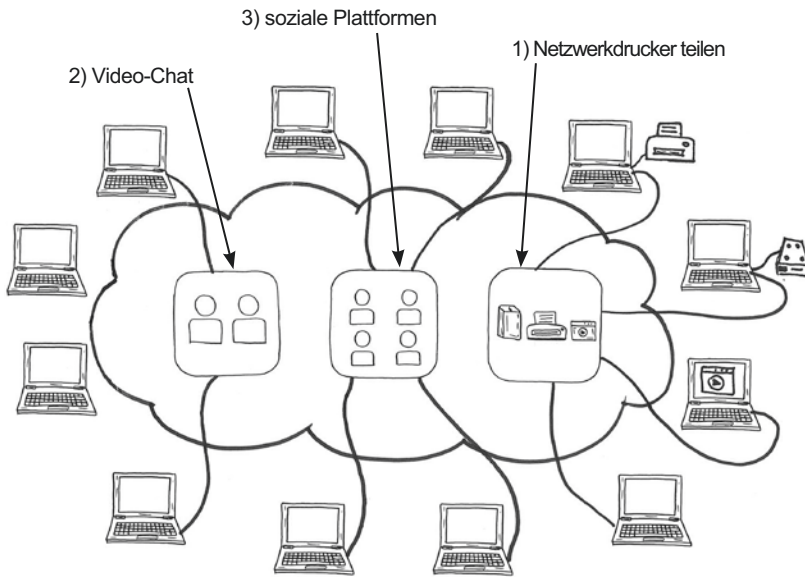 3) soziale Plattformen
1) Netzwerkdrucker teilen
2) Video-Chat